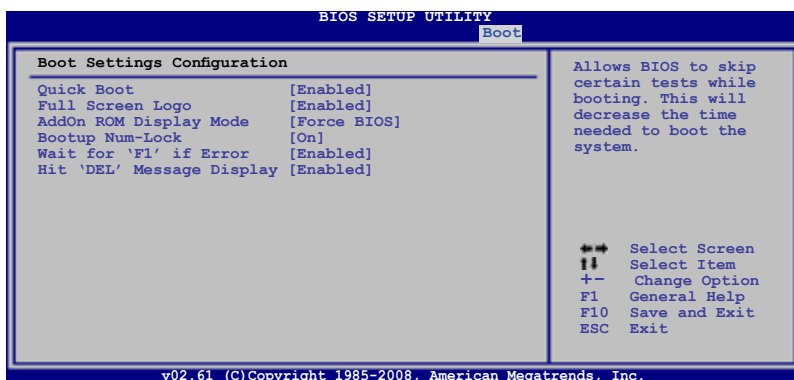 BIOS SETUP UTILITY
Boot
Boot Settings Configuration
Quick Boot [Enabled]
Full Screen Logo [Enabled]
AddOn ROM Display Mode [Force BIOS]
Bootup Num-Lock [On]
Wait for ‘F1’ if Error [Enabled]
Hit ‘DEL’ Message Display [Enabled]
Allows BIOS to skip
certain tests while
booting. This will
decrease the time
needed to boot the
system.
←→ Select Screen
↑↓ Select Item
+- Change Option
F1 General Help
F10 Save and Exit
ESC Exit
v02.61 (C)Copyright 1985-2008, American Megatrends, Inc.